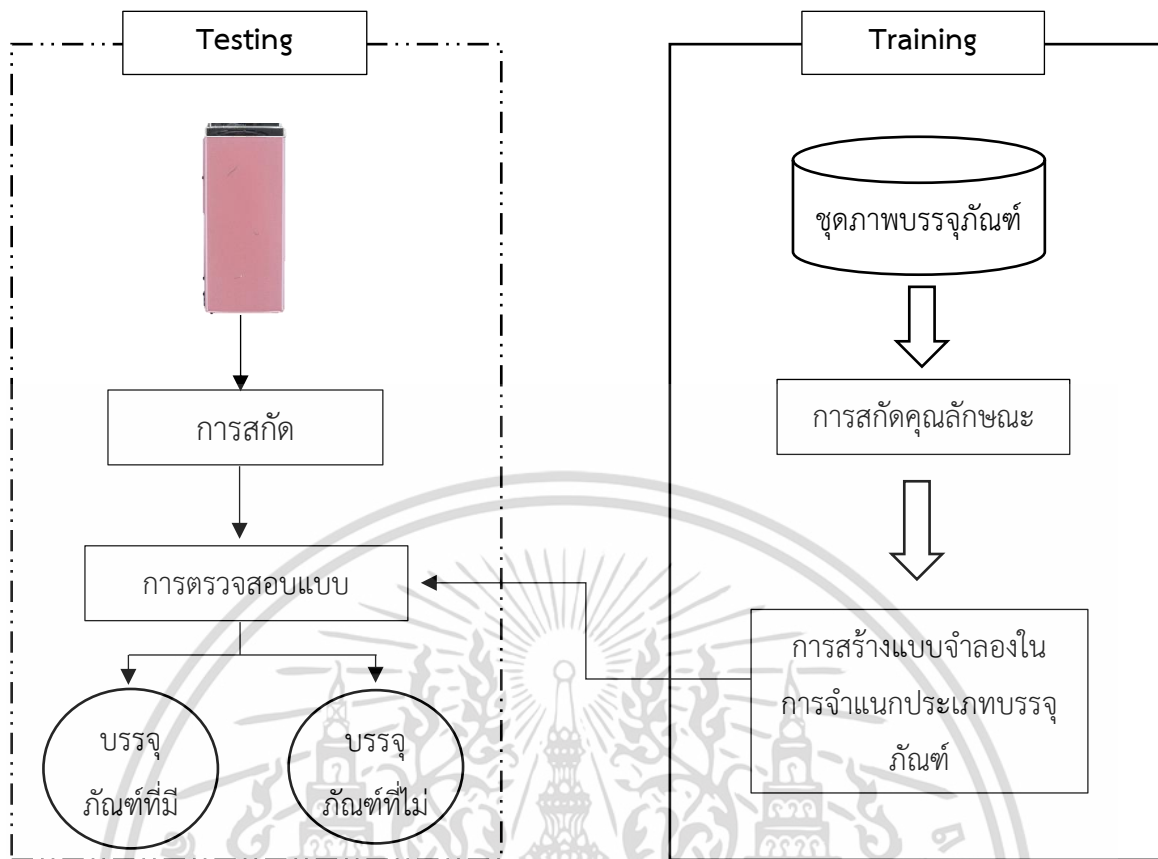 Testing
การสกัด
การตรวจสอบแบบ
บรรจุ
ภัณฑ์ที่มี
บรรจุ
ภัณฑ์ที่ไม่
Training
ชุดภาพบรรจุภัณฑ์
การสกัดคุณลักษณะ
การสร้างแบบจำลองใน
การจำแนกประเภทบรรจุ
ภัณฑ์